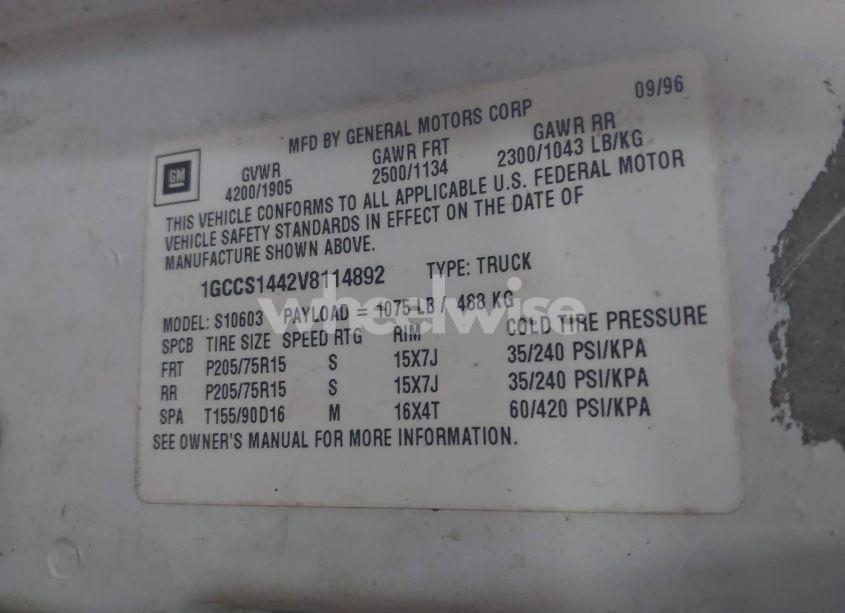 09/96
MFD BY GENERAL MOTORS CORP
GM
GVWR GAWR FRT GAWR RR
4200/1905 2500/1134 2300/1043 LB/KG
THIS VEHICLE CONFORMS TO ALL APPLICABLE U.S. FEDERAL MOTOR
VEHICLE SAFETY STANDARDS IN EFFECT ON THE DATE OF
MANUFACTURE SHOWN ABOVE.
1GCCS1442V8114892 TYPE: TRUCK
wheelwise
MODEL: S10603 PAYLOAD = 1075 LB / 488 KG
SPCB TIRE SIZE SPEED RTG RIM COLD TIRE PRESSURE
FRT P205/75R15 S 15X7J 35/240 PSI/KPA
RR P205/75R15 S 15X7J 35/240 PSI/KPA
SPA T155/90D16 M 16X4T 60/420 PSI/KPA
SEE OWNER'S MANUAL FOR MORE INFORMATION.